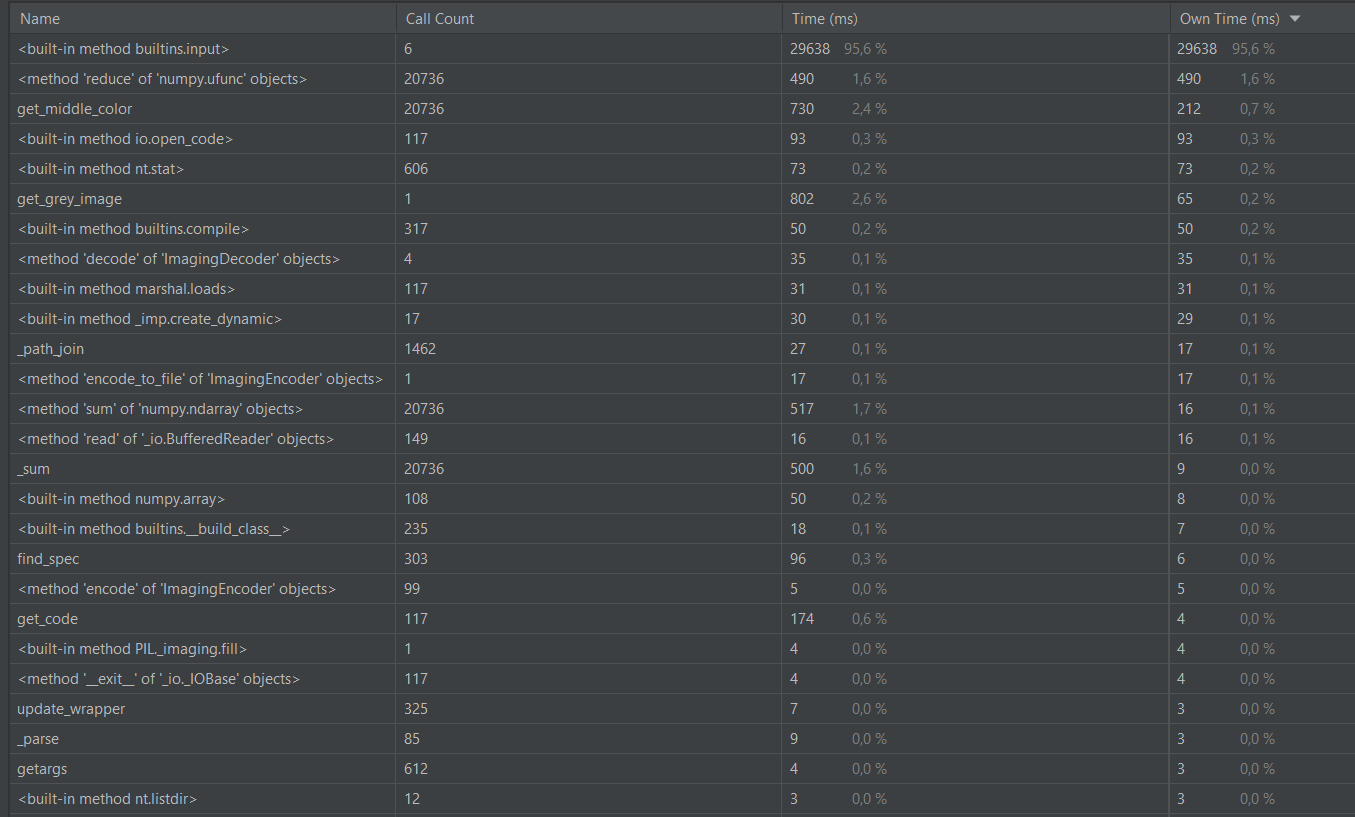 Name Call Count Time (ms) Own Time (ms)
<built-in method builtins.input> 6 29638 95,6 % 29638 95,6 %
<method 'reduce' of 'numpy.ufunc' objects> 20736 490 1,6 % 490 1,6 %
get_middle_color 20736 730 2,4 % 212 0,7 %
<built-in method io.open_code> 117 93 0,3 % 93 0,3 %
<built-in method nt.stat> 606 73 0,2 % 73 0,2 %
get_grey_image 1 802 2,6 % 65 0,2 %
<built-in method builtins.compile> 317 50 0,2 % 50 0,2 %
<method 'decode' of 'ImagingDecoder' objects> 4 35 0,1 % 35 0,1 %
<built-in method marshal.loads> 117 31 0,1 % 31 0,1 %
<built-in method _imp.create_dynamic> 17 30 0,1 % 29 0,1 %
_path_join 1462 27 0,1 % 17 0,1 %
<method 'encode_to_file' of 'ImagingEncoder' objects> 1 17 0,1 % 17 0,1 %
<method 'sum' of 'numpy.ndarray' objects> 20736 517 1,7 % 16 0,1 %
<method 'read' of '_io.BufferedReader' objects> 149 16 0,1 % 16 0,1 %
_sum 20736 500 1,6 % 9 0,0 %
<built-in method numpy.array> 108 50 0,2 % 8 0,0 %
<built-in method builtins.__build_class__> 235 18 0,1 % 7 0,0 %
find_spec 303 96 0,3 % 6 0,0 %
<method 'encode' of 'ImagingEncoder' objects> 99 5 0,0 % 5 0,0 %
get_code 117 174 0,6 % 4 0,0 %
<built-in method PIL._imaging.fill> 1 4 0,0 % 4 0,0 %
<method '__exit__' of '_io._IOBase' objects> 117 4 0,0 % 4 0,0 %
update_wrapper 325 7 0,0 % 3 0,0 %
_parse 85 9 0,0 % 3 0,0 %
getargs 612 4 0,0 % 3 0,0 %
<built-in method nt.listdir> 12 3 0,0 % 3 0,0 %